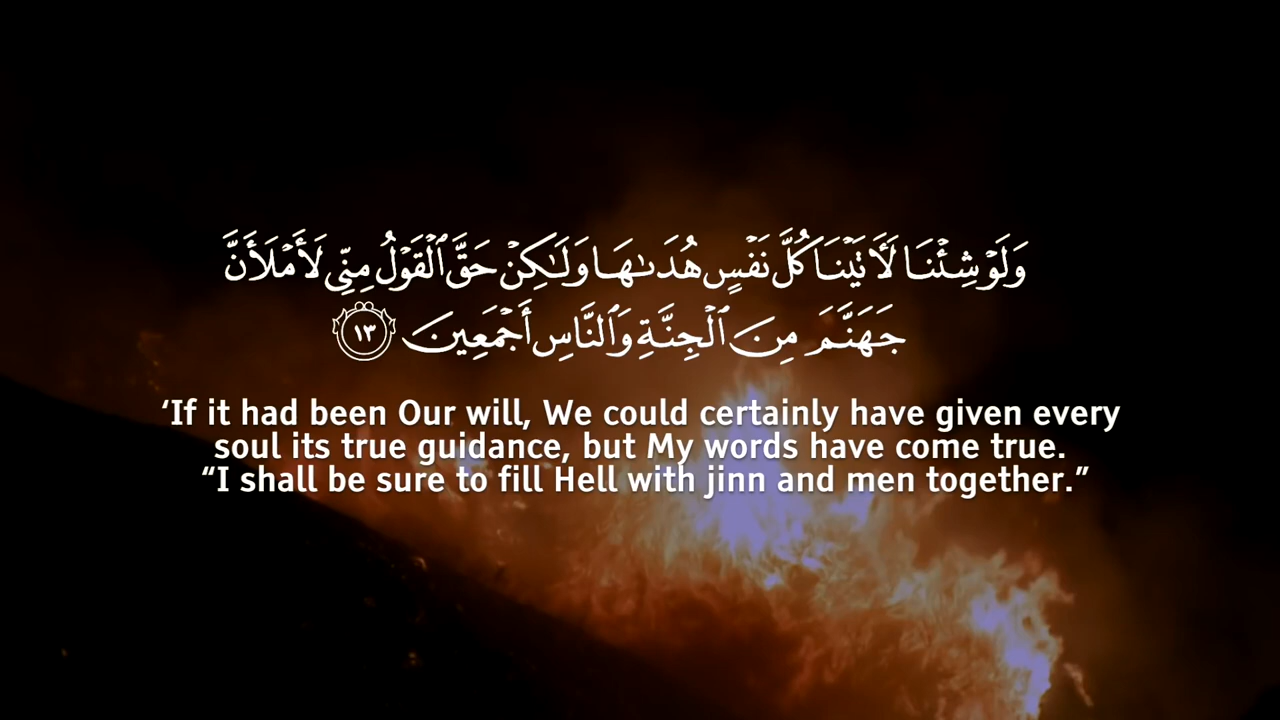 وَلَوْ شِئْنَا لَأَتَيْنَا كُلَّ نَفْسٍ هُدَىٰهَا وَلَـٰكِنْ حَقَّ ٱلْقَوْلُ مِنِّى لَأَمْلَأَنَّ
جَهَنَّمَ مِنَ ٱلْجِنَّةِ وَٱلنَّاسِ أَجْمَعِينَ ١٣
‘If it had been Our will, We could certainly have given every
soul its true guidance, but My words have come true.
“I shall be sure to fill Hell with jinn and men together.”